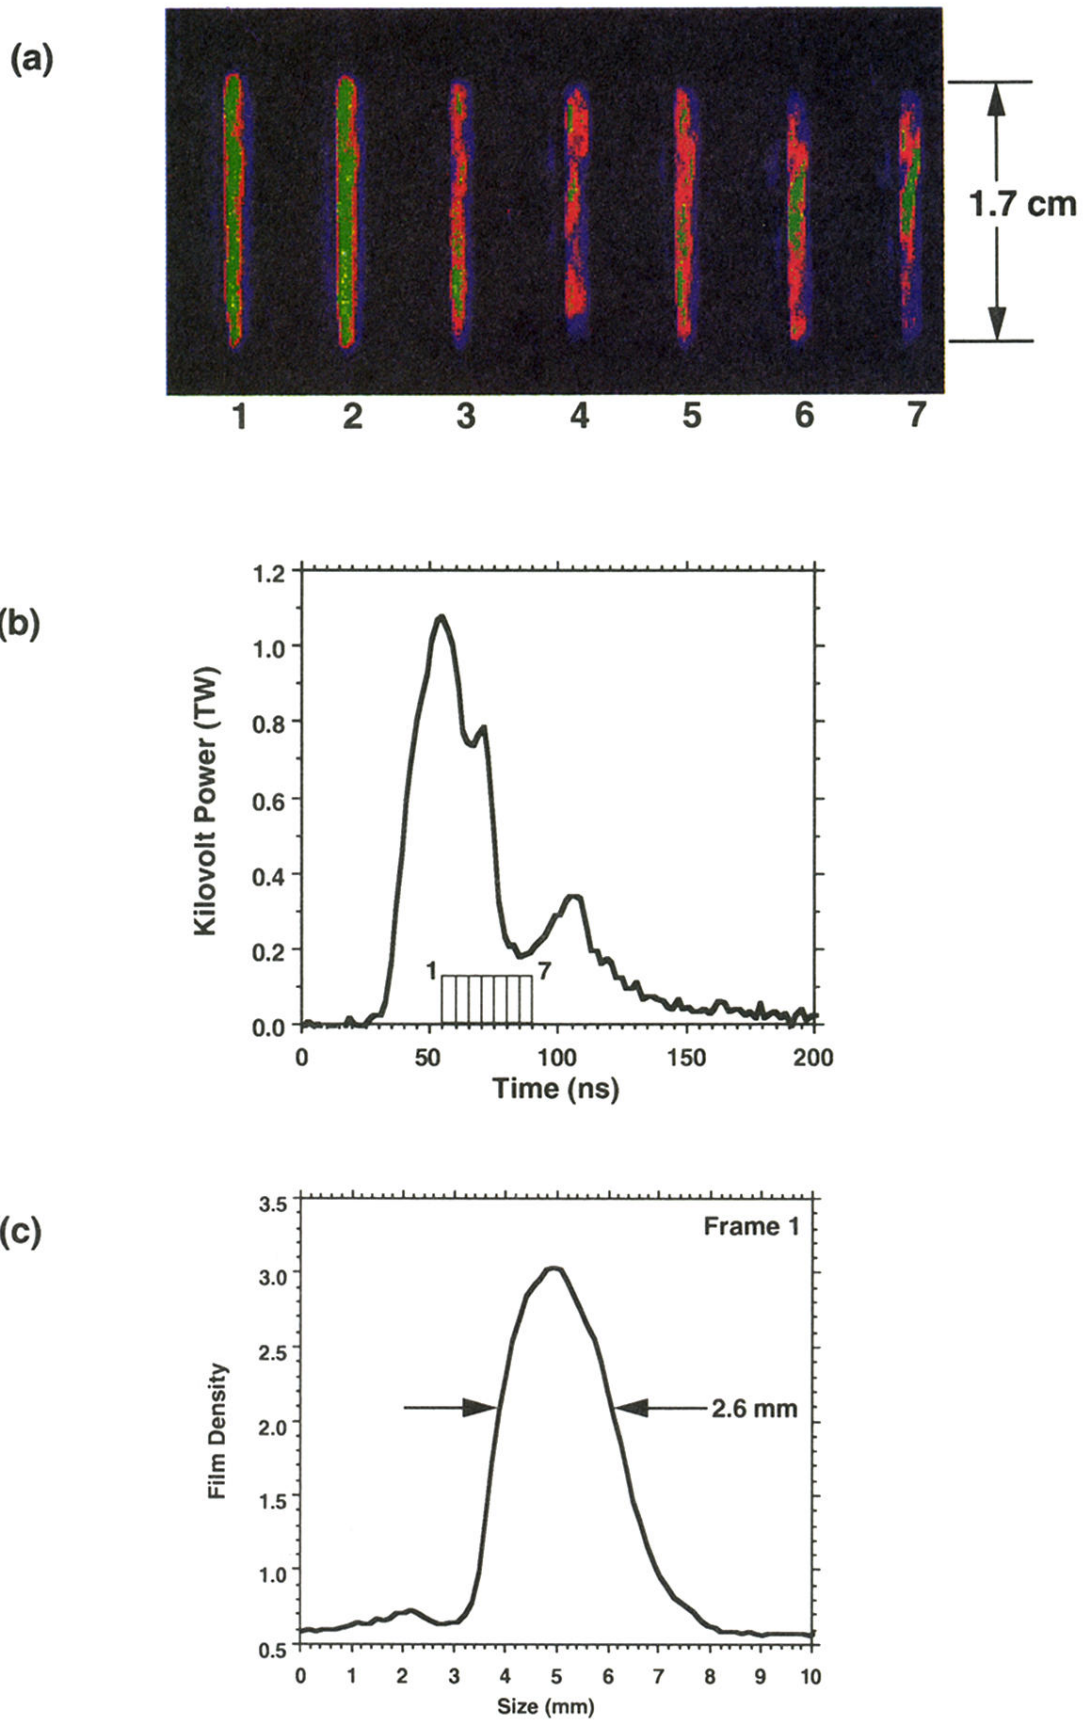 (a)
1.7 cm
1 2 3 4 5 6 7
(b)
1.2
1.0
0.8
0.6
0.4
0.2
0.0
Kilovolt Power (TW)
1 7
0 50 100 150 200
Time (ns)
(c)
3.5
3.0
2.5
2.0
1.5
1.0
0.5
Film Density
Frame 1
2.6 mm
0 1 2 3 4 5 6 7 8 9 10
Size (mm)